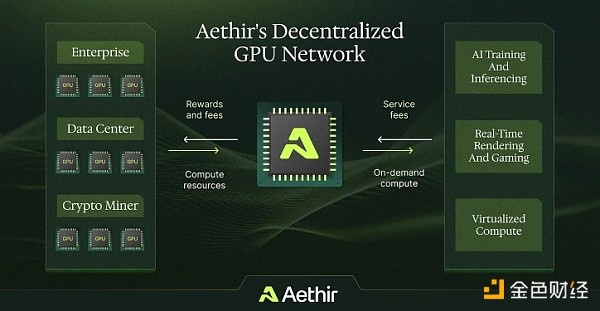 Aethir's Decentralized
GPU Network
Enterprise
GPU GPU GPU
Data Center
GPU GPU GPU
Crypto Miner
GPU GPU GPU
Rewards
and fees
Compute
resources
Service
fees
On-demand
compute
AI Training
And
Inferencing
Real-Time
Rendering
And Gaming
Virtualized
Compute
Aethir
金色财经